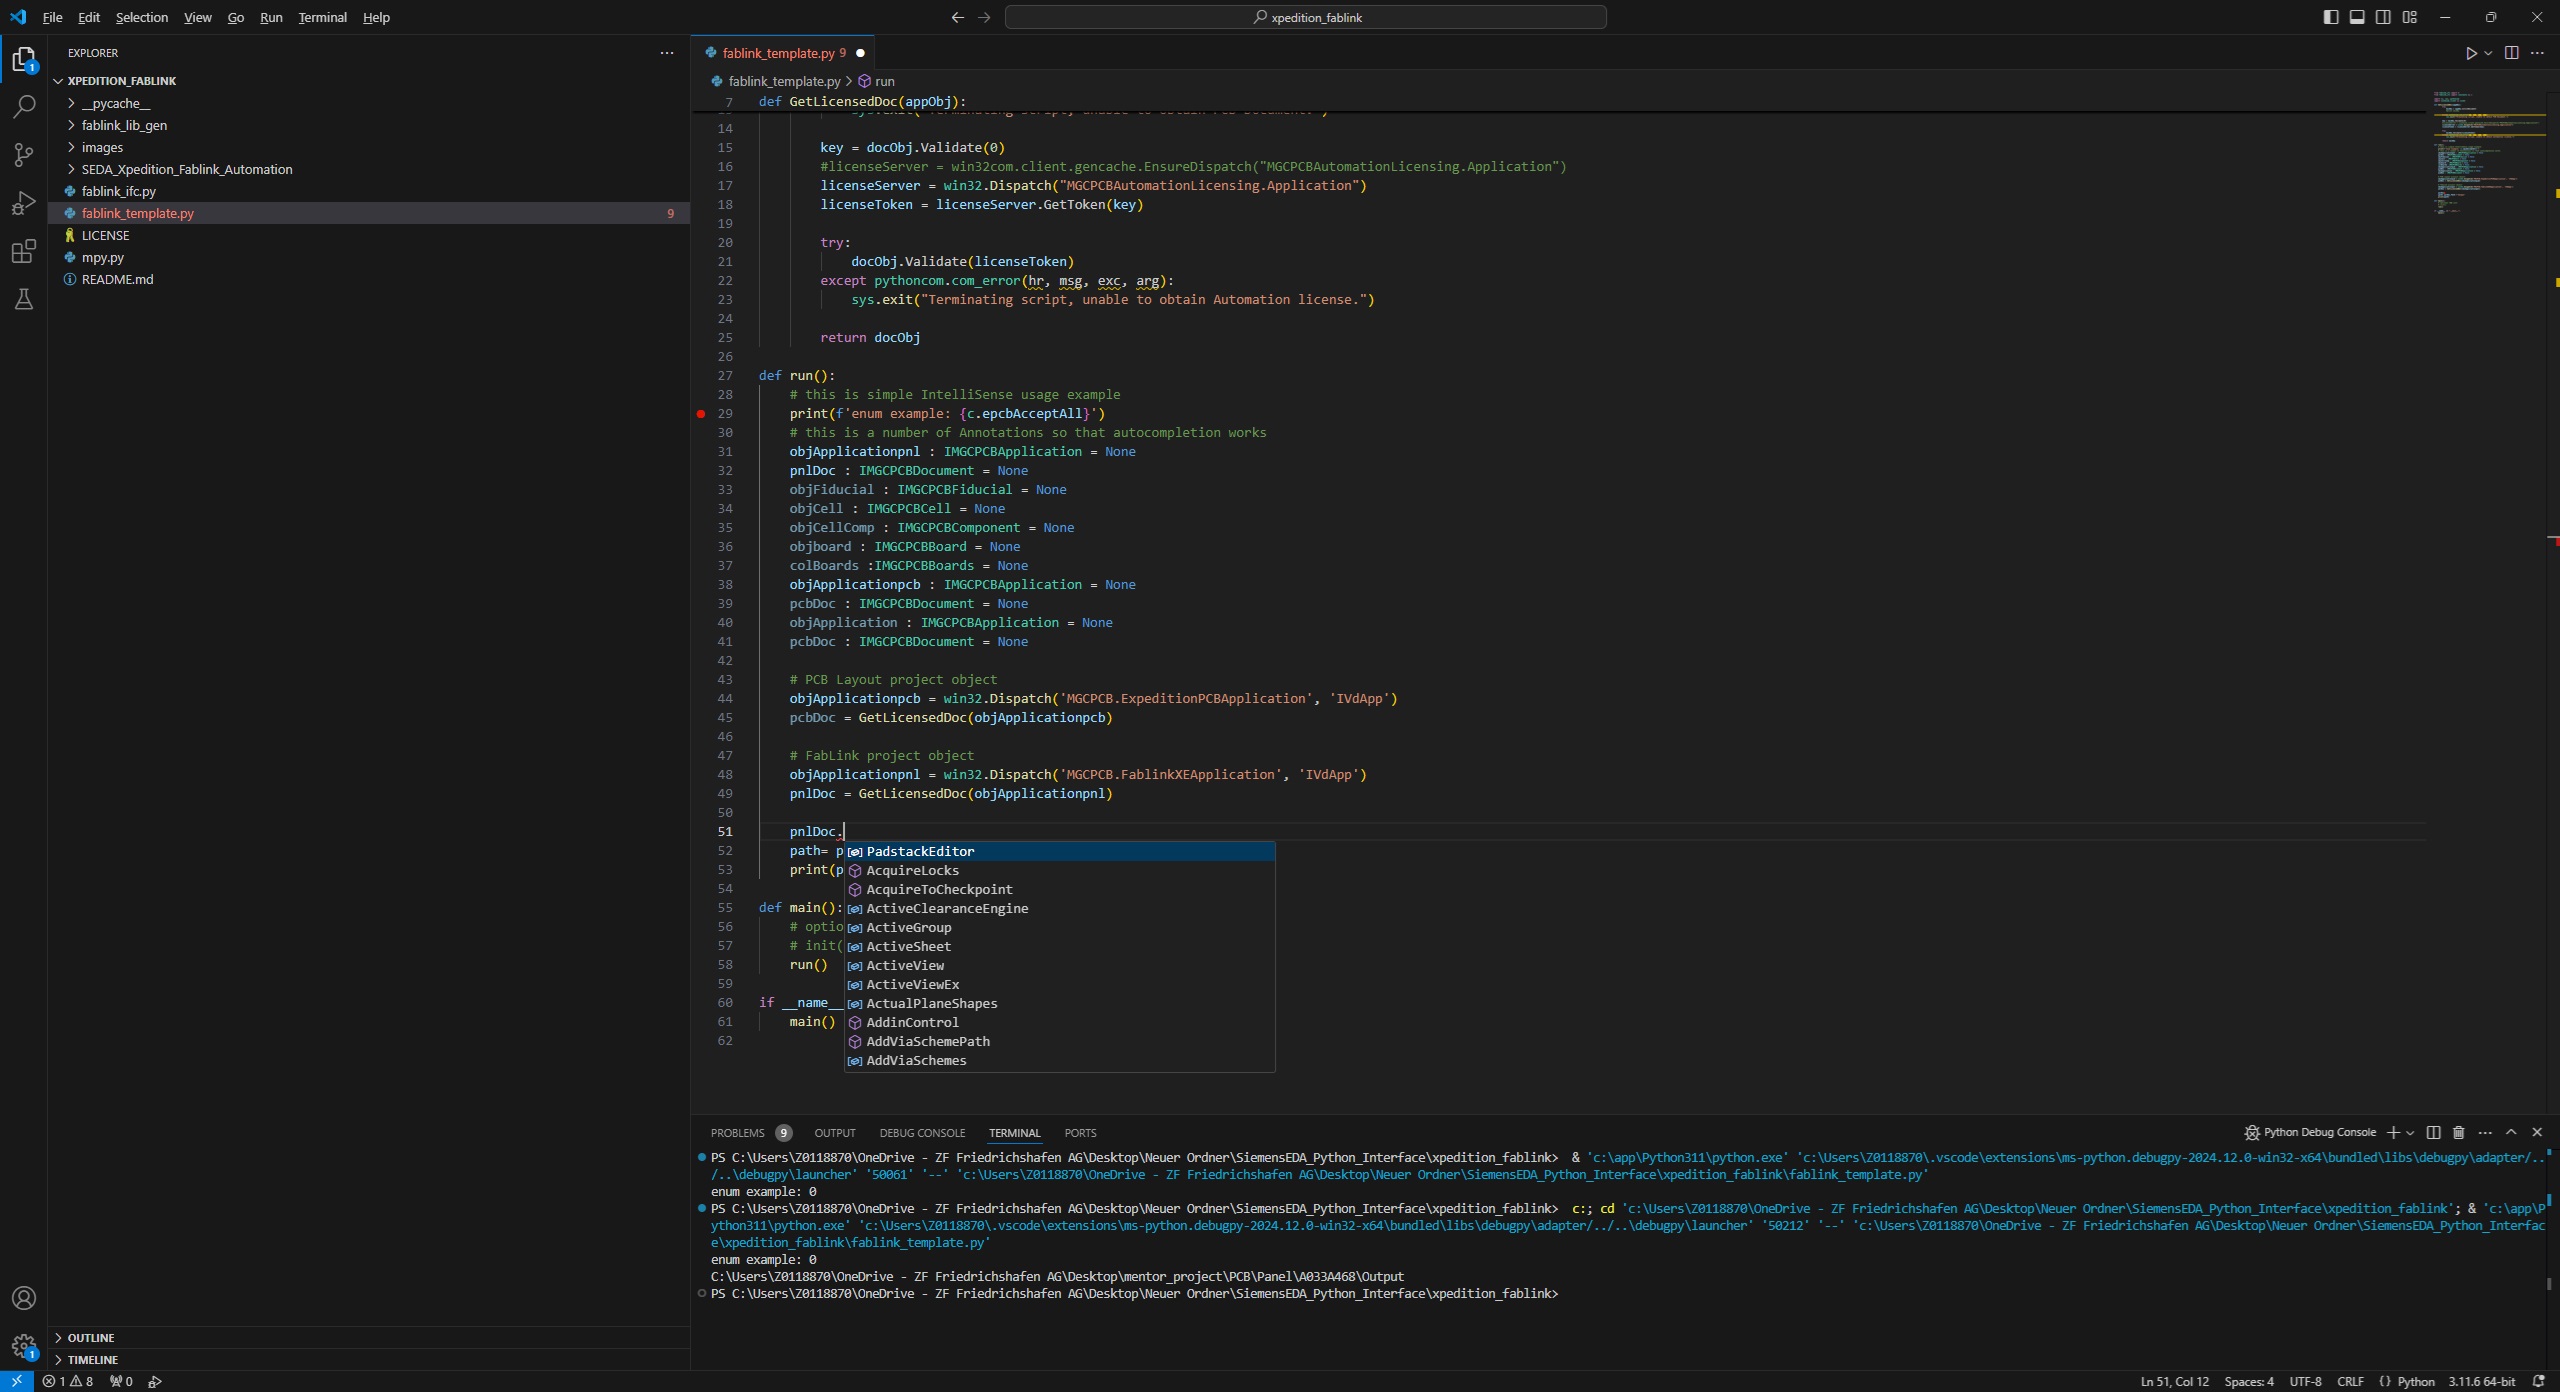 File Edit Selection View Go Run Terminal Help
xpedition_fablink
EXPLORER
XPEDITION_FABLINK
__pycache__
fablink_lib_gen
images
SEDA_Xpedition_Fablink_Automation
fablink_ifc.py
fablink_template.py 9
LICENSE
mpy.py
README.md
OUTLINE
TIMELINE
1
1
fablink_template.py 9
fablink_template.py > run
7 def GetLicensedDoc(appObj):
sys.exit("Terminating script, unable to obtain PCB Document.")
14
15 key = docObj.Validate(0)
16 #licenseServer = win32com.client.gencache.EnsureDispatch("MGCPCBAutomationLicensing.Application")
17 licenseServer = win32.Dispatch("MGCPCBAutomationLicensing.Application")
18 licenseToken = licenseServer.GetToken(key)
19
20 try:
21 docObj.Validate(licenseToken)
22 except pythoncom.com_error(hr, msg, exc, arg):
23 sys.exit("Terminating script, unable to obtain Automation license.")
24
25 return docObj
26
27 def run():
28 # this is simple IntelliSense usage example
29 print(f'enum example: {c.epcbAcceptAll}')
30 # this is a number of Annotations so that autocompletion works
31 objApplicationpnl : IMGCPCBApplication = None
32 pnlDoc : IMGCPCBDocument = None
33 objFiducial : IMGCPCBFiducial = None
34 objCell : IMGCPCBCell = None
35 objCellComp : IMGCPCBComponent = None
36 objboard : IMGCPCBBoard = None
37 colBoards :IMGCPCBBoards = None
38 objApplicationpcb : IMGCPCBApplication = None
39 pcbDoc : IMGCPCBDocument = None
40 objApplication : IMGCPCBApplication = None
41 pcbDoc : IMGCPCBDocument = None
42
43 # PCB Layout project object
44 objApplicationpcb = win32.Dispatch('MGCPCB.ExpeditionPCBApplication', 'IVdApp')
45 pcbDoc = GetLicensedDoc(objApplicationpcb)
46
47 # FabLink project object
48 objApplicationpnl = win32.Dispatch('MGCPCB.FablinkXEApplication', 'IVdApp')
49 pnlDoc = GetLicensedDoc(objApplicationpnl)
50
51 pnlDoc.
52 path= p
53 print(p
54
55 def main():
56 # optio
57 # init(
58 run()
59
60 if __name__
61 main()
62
PadstackEditor
AcquireLocks
AcquireToCheckpoint
ActiveClearanceEngine
ActiveGroup
ActiveSheet
ActiveView
ActiveViewEx
ActualPlaneShapes
AddinControl
AddViaSchemePath
AddViaSchemes
PROBLEMS 9 OUTPUT DEBUG CONSOLE TERMINAL PORTS
Python Debug Console
PS C:\Users\Z0118870\OneDrive - ZF Friedrichshafen AG\Desktop\Neuer Ordner\SiemensEDA_Python_Interface\xpedition_fablink> & 'c:\app\Python311\python.exe' 'c:\Users\Z0118870\.vscode\extensions\ms-python.debugpy-2024.12.0-win32-x64\bundled\libs\debugpy\adapter/..
/..\debugpy\launcher' '50061' '--' 'c:\Users\Z0118870\OneDrive - ZF Friedrichshafen AG\Desktop\Neuer Ordner\SiemensEDA_Python_Interface\xpedition_fablink\fablink_template.py'
enum example: 0
PS C:\Users\Z0118870\OneDrive - ZF Friedrichshafen AG\Desktop\Neuer Ordner\SiemensEDA_Python_Interface\xpedition_fablink> c:; cd 'c:\Users\Z0118870\OneDrive - ZF Friedrichshafen AG\Desktop\Neuer Ordner\SiemensEDA_Python_Interface\xpedition_fablink'; & 'c:\app\P
ython311\python.exe' 'c:\Users\Z0118870\.vscode\extensions\ms-python.debugpy-2024.12.0-win32-x64\bundled\libs\debugpy\adapter/../..\debugpy\launcher' '50212' '--' 'c:\Users\Z0118870\OneDrive - ZF Friedrichshafen AG\Desktop\Neuer Ordner\SiemensEDA_Python_Interfac
e\xpedition_fablink\fablink_template.py'
enum example: 0
C:\Users\Z0118870\OneDrive - ZF Friedrichshafen AG\Desktop\mentor_project\PCB\Panel\A033A468\Output
PS C:\Users\Z0118870\OneDrive - ZF Friedrichshafen AG\Desktop\Neuer Ordner\SiemensEDA_Python_Interface\xpedition_fablink>
1 8 0
Ln 51, Col 12 Spaces: 4 UTF-8 CRLF {} Python 3.11.6 64-bit